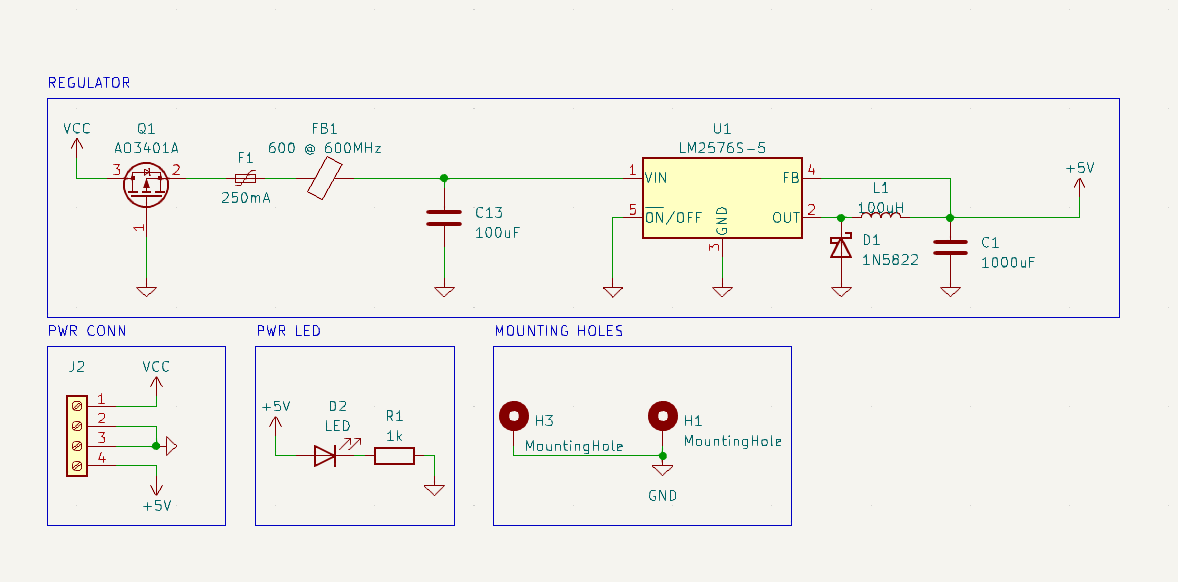 REGULATOR
VCC
Q1
AO3401A
3
2
1
F1
250mA
FB1
600 @ 600MHz
C13
100uF
U1
LM2576S-5
1
VIN
5
ON/OFF
GND
3
FB
4
OUT
2
L1
100uH
D1
1N5822
C1
1000uF
+5V
PWR CONN
J2
VCC
1
2
3
4
+5V
PWR LED
+5V
D2
LED
R1
1k
MOUNTING HOLES
H3
MountingHole
H1
MountingHole
GND